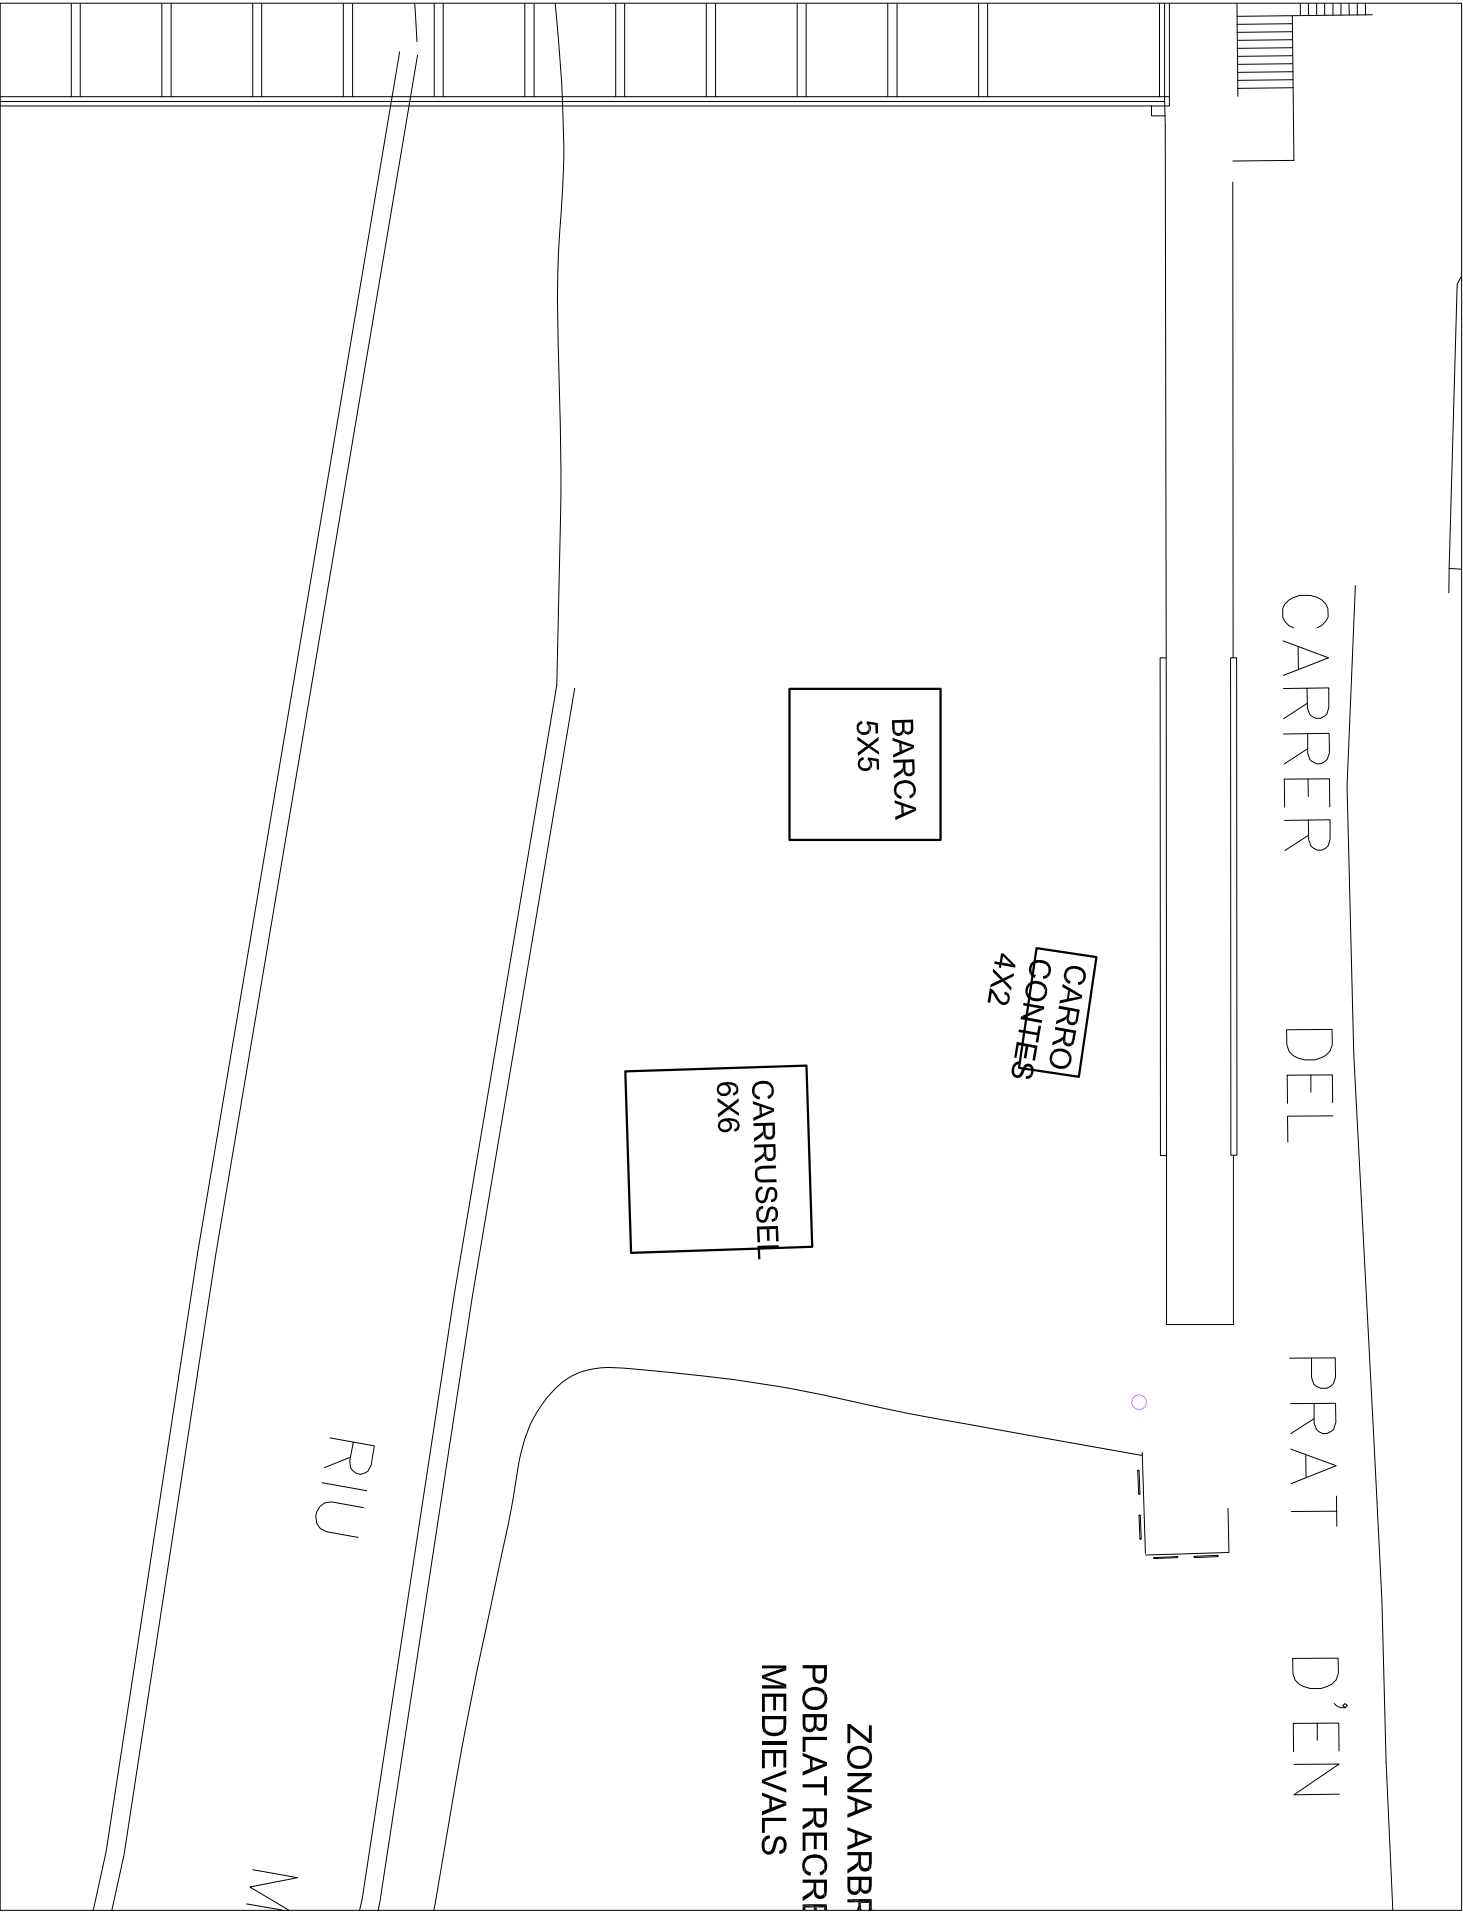 CARRER DEL PRAT D'EN
BARCA
5X5
CARRO
CONTES
4X2
CARRUSSEL
6X6
ZONA ARBR
POBLAT RECRE
MEDIEVALS
RIU M